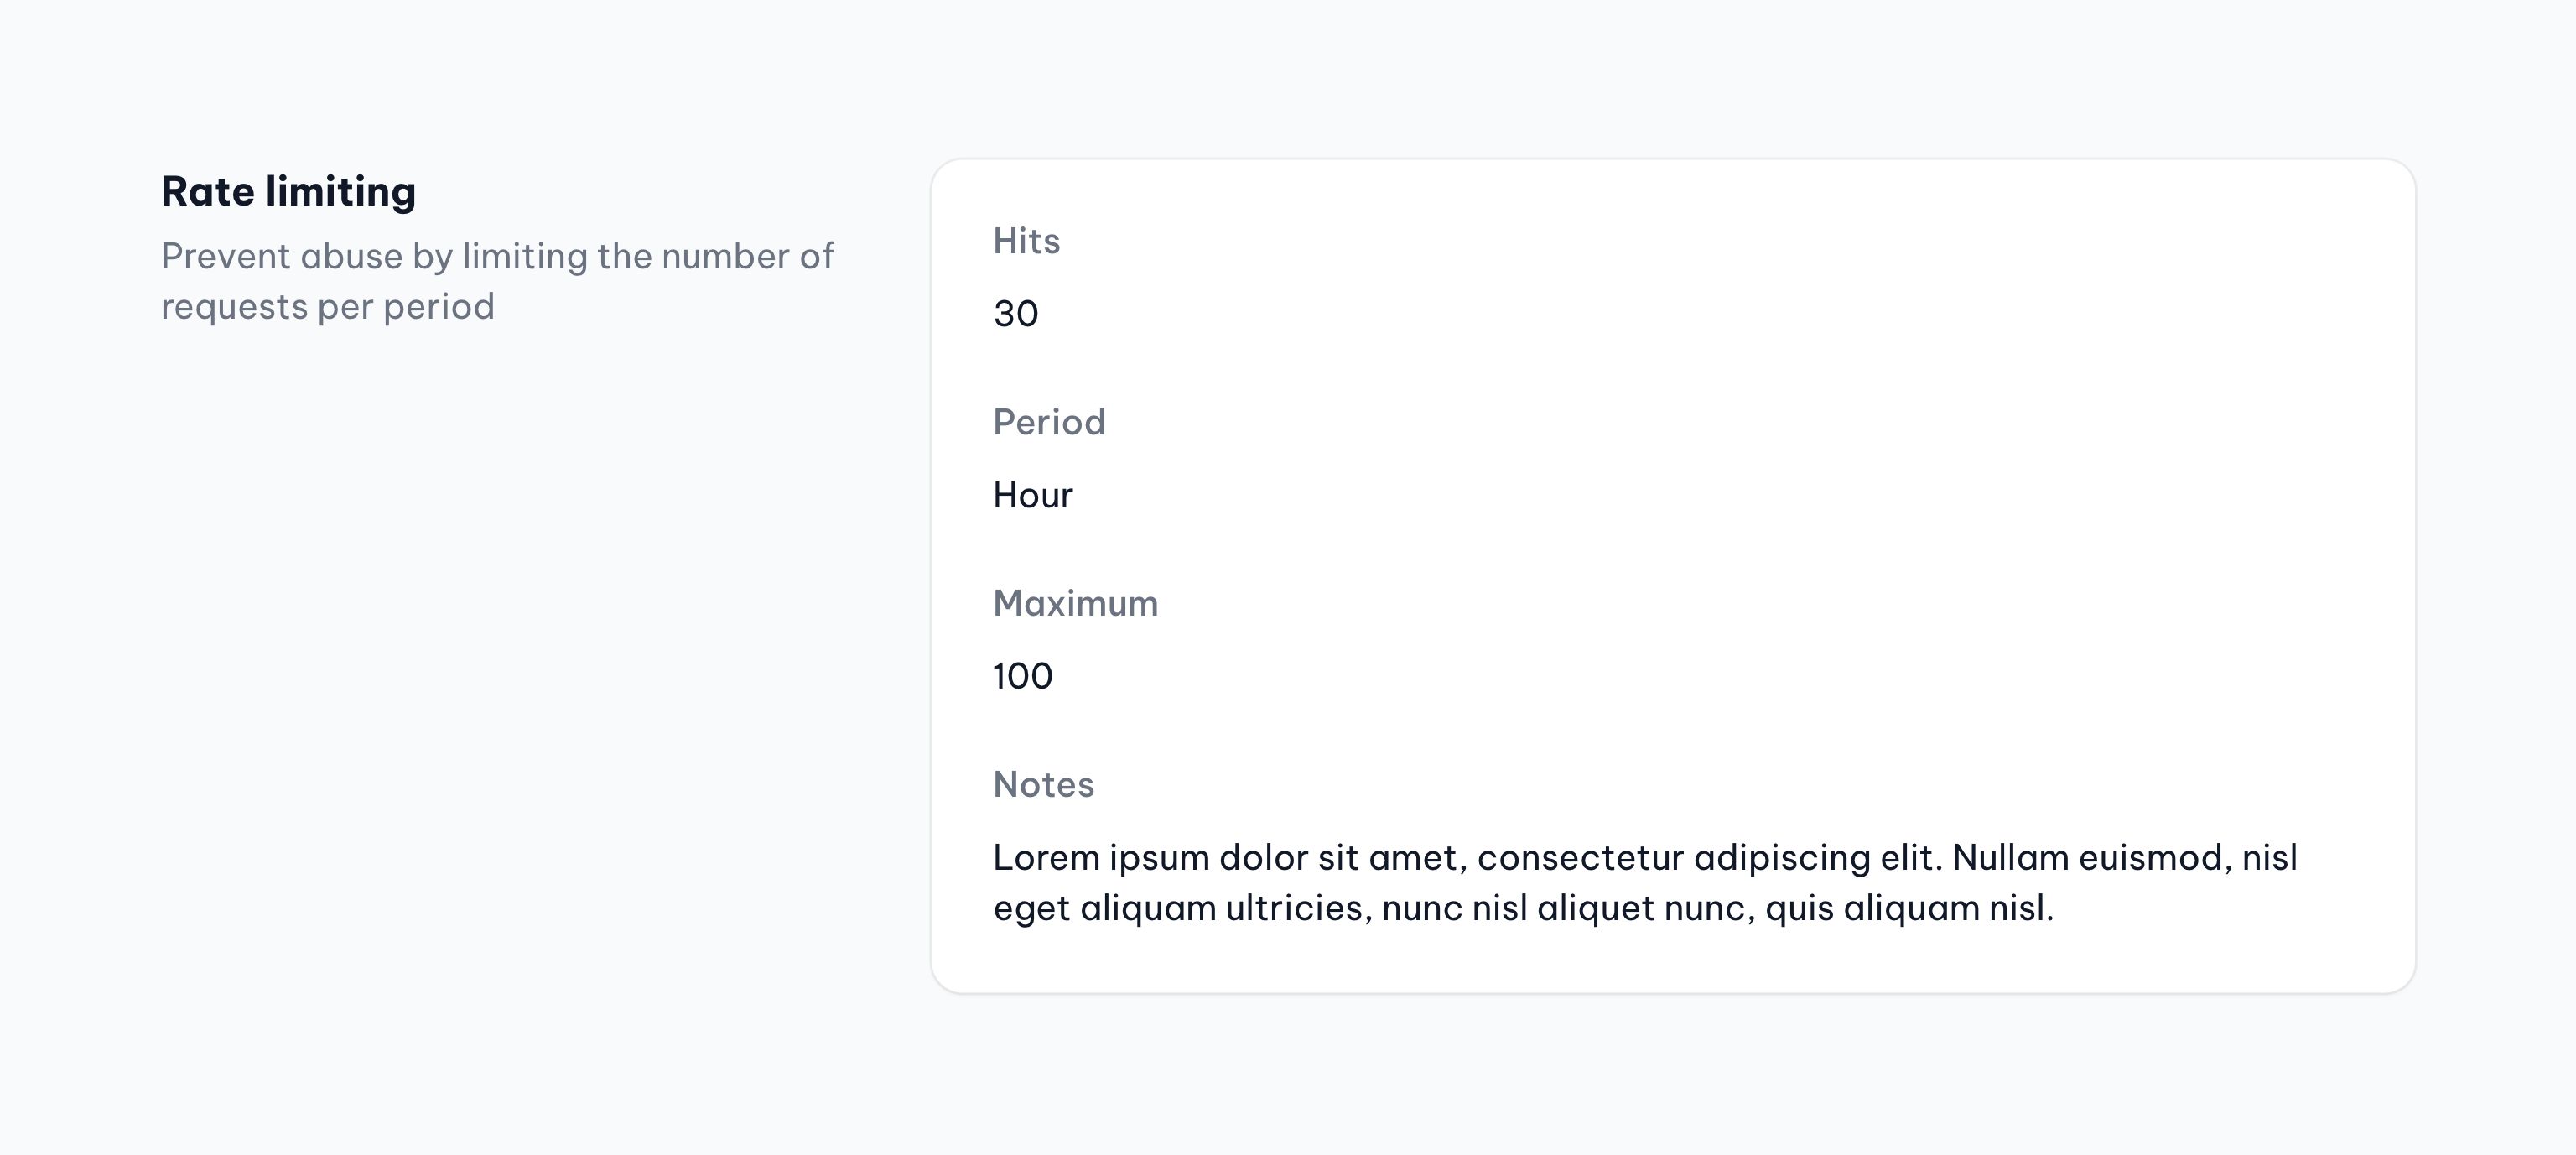 Rate limiting
Prevent abuse by limiting the number of
requests per period
Hits
30
Period
Hour
Maximum
100
Notes
Lorem ipsum dolor sit amet, consectetur adipiscing elit. Nullam euismod, nisl
eget aliquam ultricies, nunc nisl aliquet nunc, quis aliquam nisl.